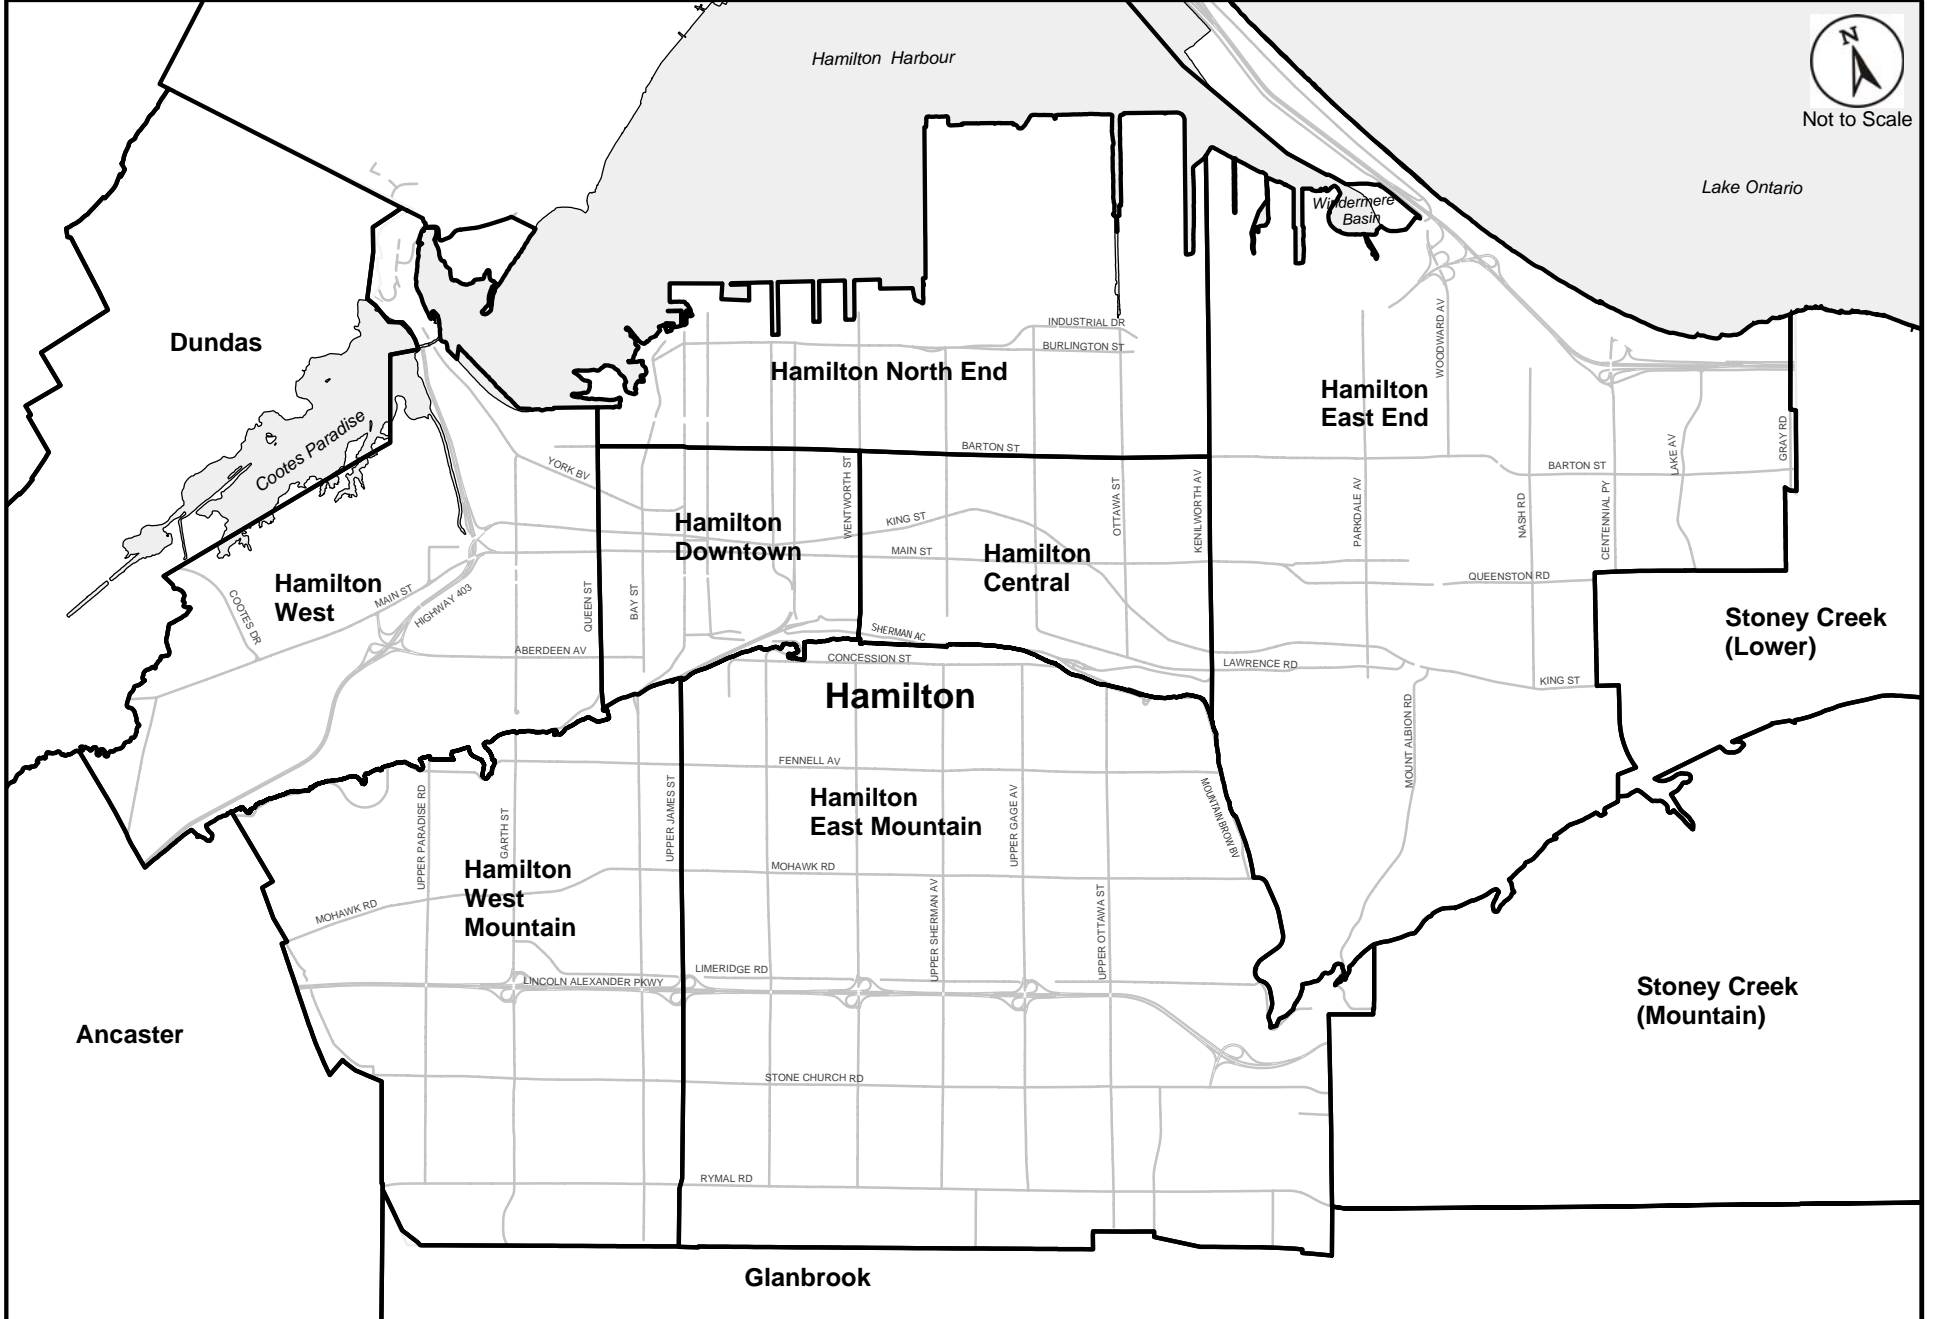 Hamilton Harbour
N
Not to Scale
Lake Ontario
Windermere
Basin
Dundas
Cootes Paradise
INDUSTRIAL DR
BURLINGTON ST
Hamilton North End
WOODWARD AV
Hamilton
East End
BARTON ST
YORK BV
WENTWORTH ST
OTTAWA ST
KENILWORTH AV
PARKDALE AV
NASH RD
CENTENNIAL PY
BARTON ST
LAKE AV
GRAY RD
Hamilton
Downtown
KING ST
MAIN ST
Hamilton
Central
QUEENSTON RD
Hamilton
West
COOTES DR
MAIN ST
HIGHWAY 403
QUEEN ST
BAY ST
ABERDEEN AV
SHERMAN AC
CONCESSION ST
LAWRENCE RD
KING ST
Stoney Creek
(Lower)
Hamilton
MOUNT ALBION RD
FENNELL AV
UPPER PARADISE RD
GARTH ST
UPPER JAMES ST
Hamilton
East Mountain
UPPER GAGE AV
MOUNTAIN BROW BV
MOHAWK RD
Hamilton
West
Mountain
MOHAWK RD
UPPER SHERMAN AV
UPPER OTTAWA ST
LIMERIDGE RD
LINCOLN ALEXANDER PKWY
Stoney Creek
(Mountain)
Ancaster
STONE CHURCH RD
RYMAL RD
Glanbrook